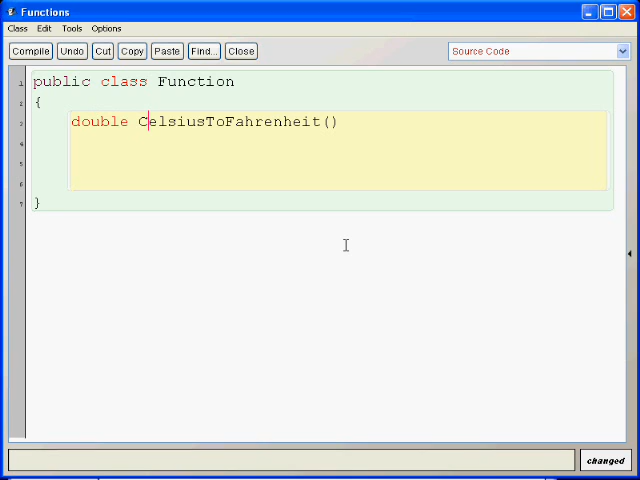 Functions
Class Edit Tools Options
Compile Undo Cut Copy Paste Find... Close Source Code
1 public class Function
2 {
3 double CelsiusToFahrenheit()
4
5
6
7 }
changed